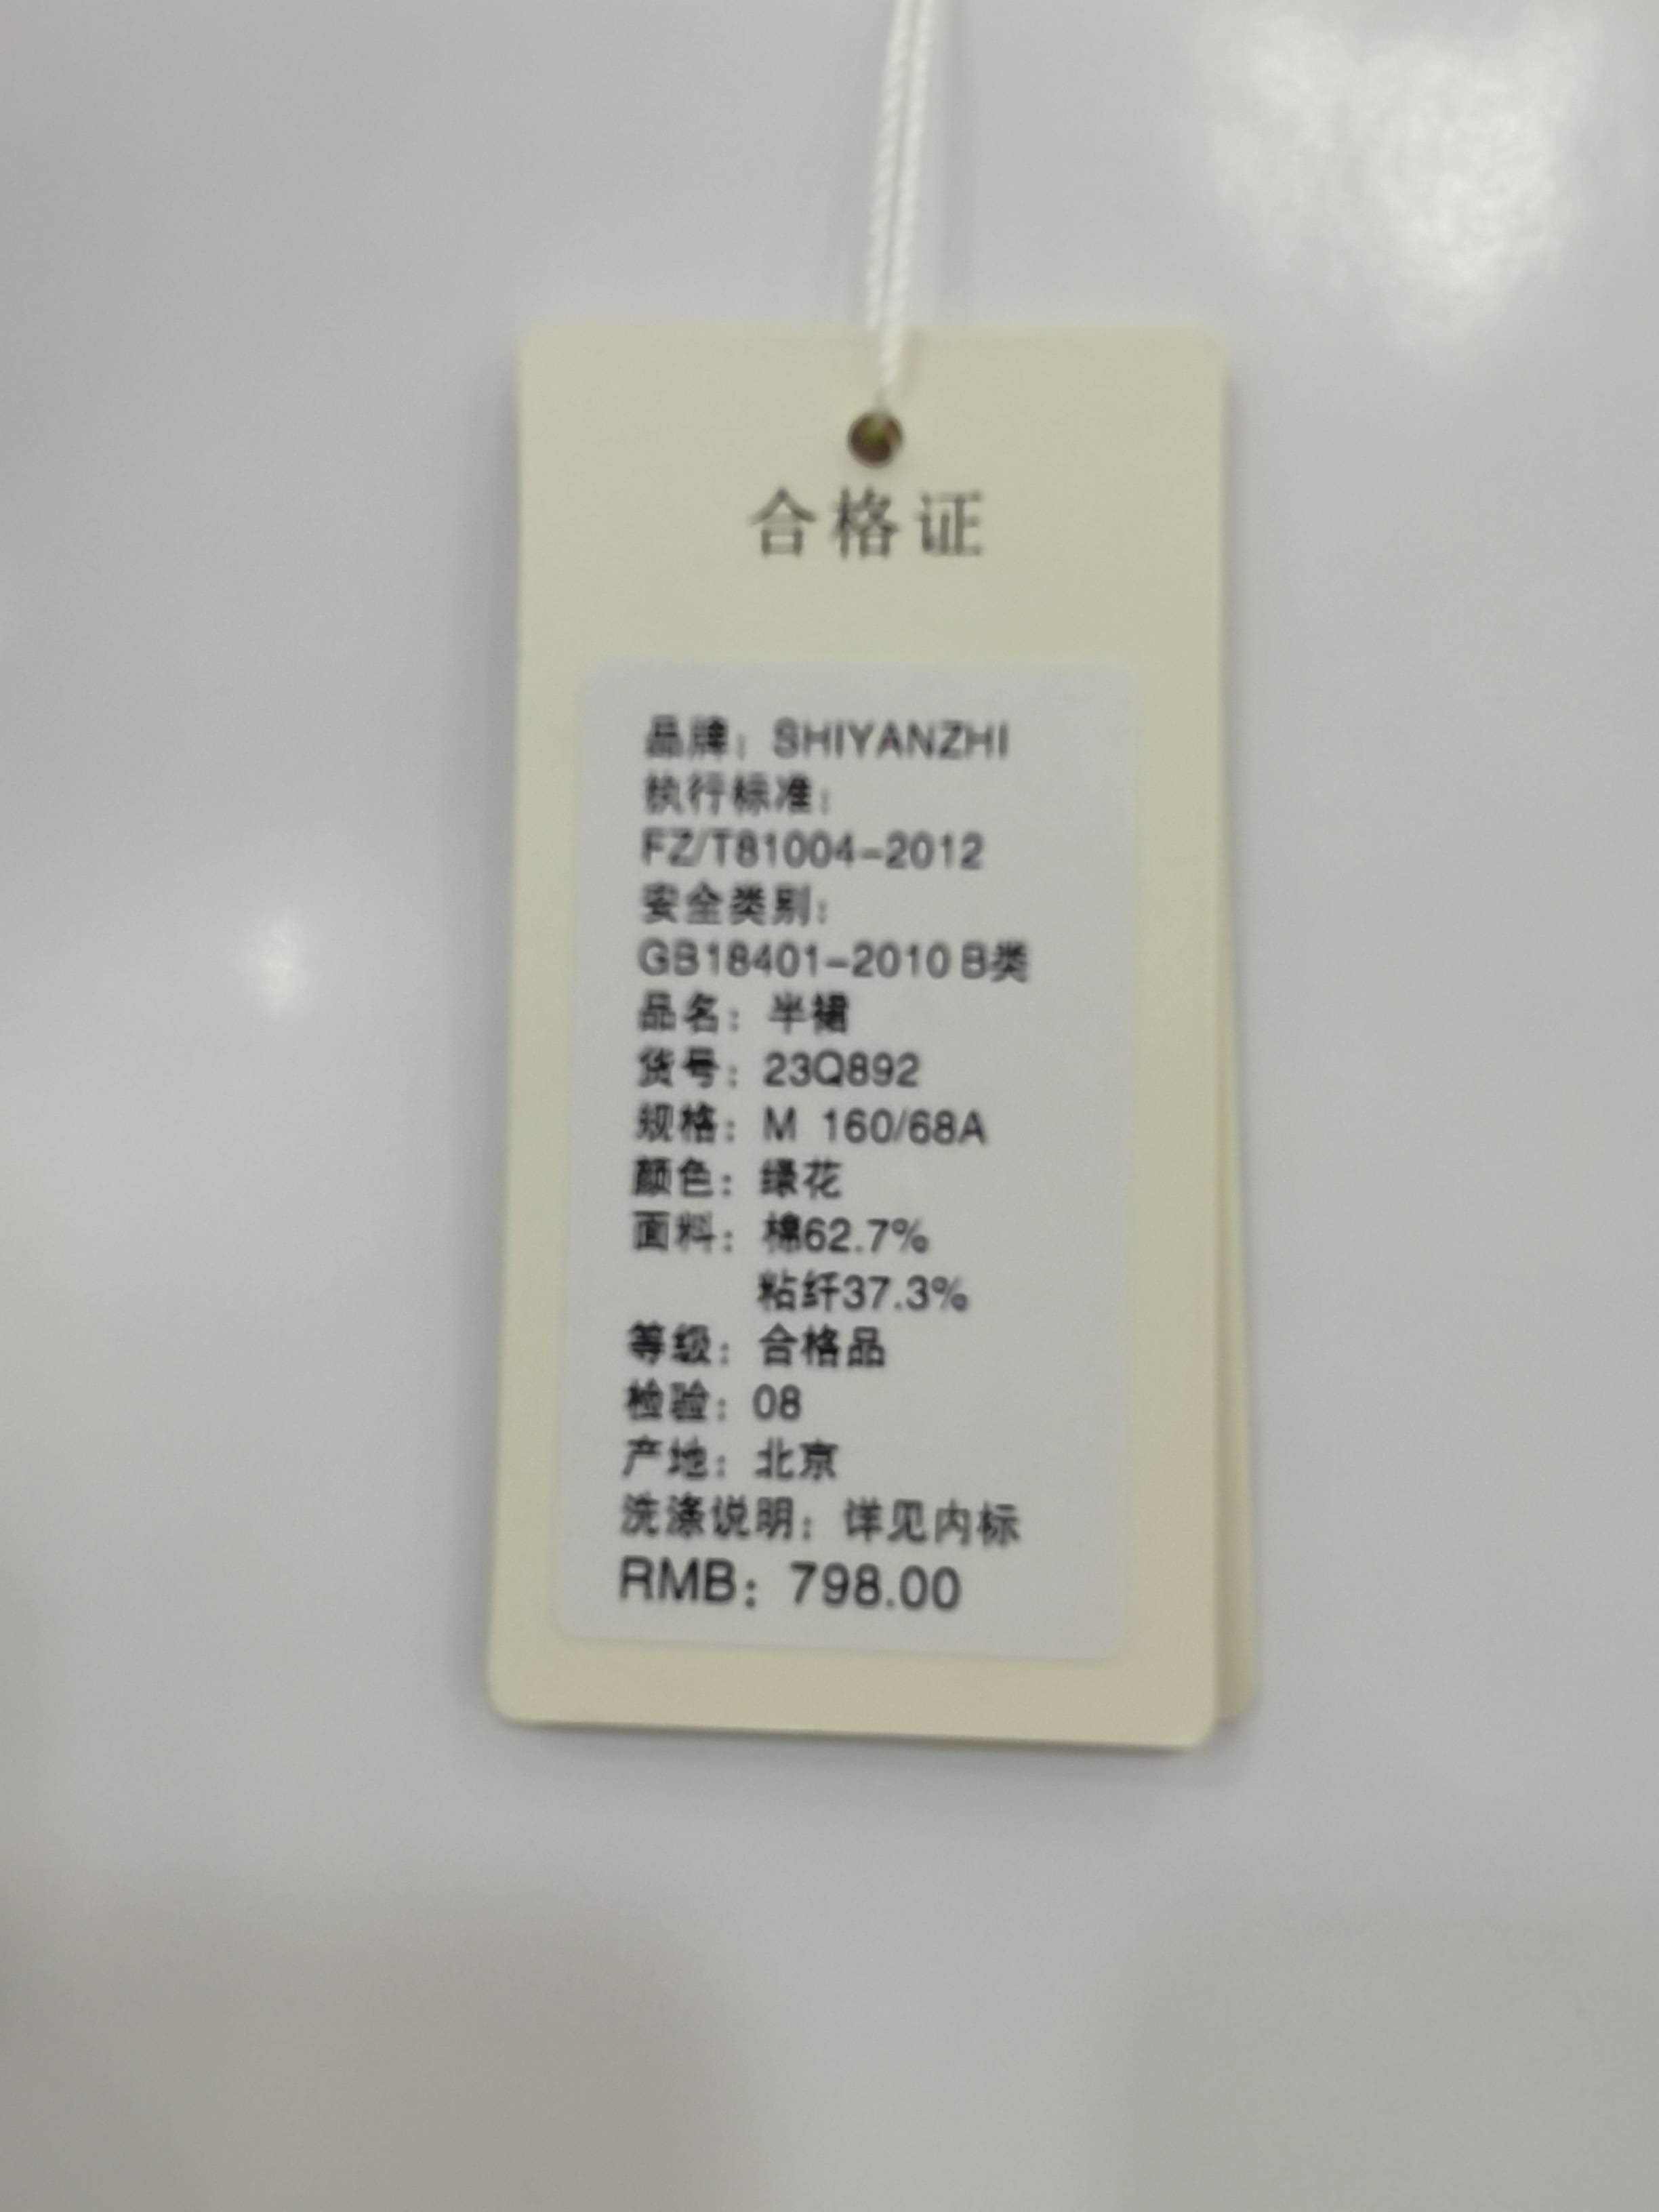 合格证
品牌：SHIYANZHI
执行标准：
FZ/T81004-2012
安全类别：
GB18401-2010 B类
品名：半裙
货号：23Q892
规格：M 160/68A
颜色：绿花
面料：棉62.7%
粘纤37.3%
等级：合格品
检验：08
产地：北京
洗涤说明：详见内标
RMB：798.00